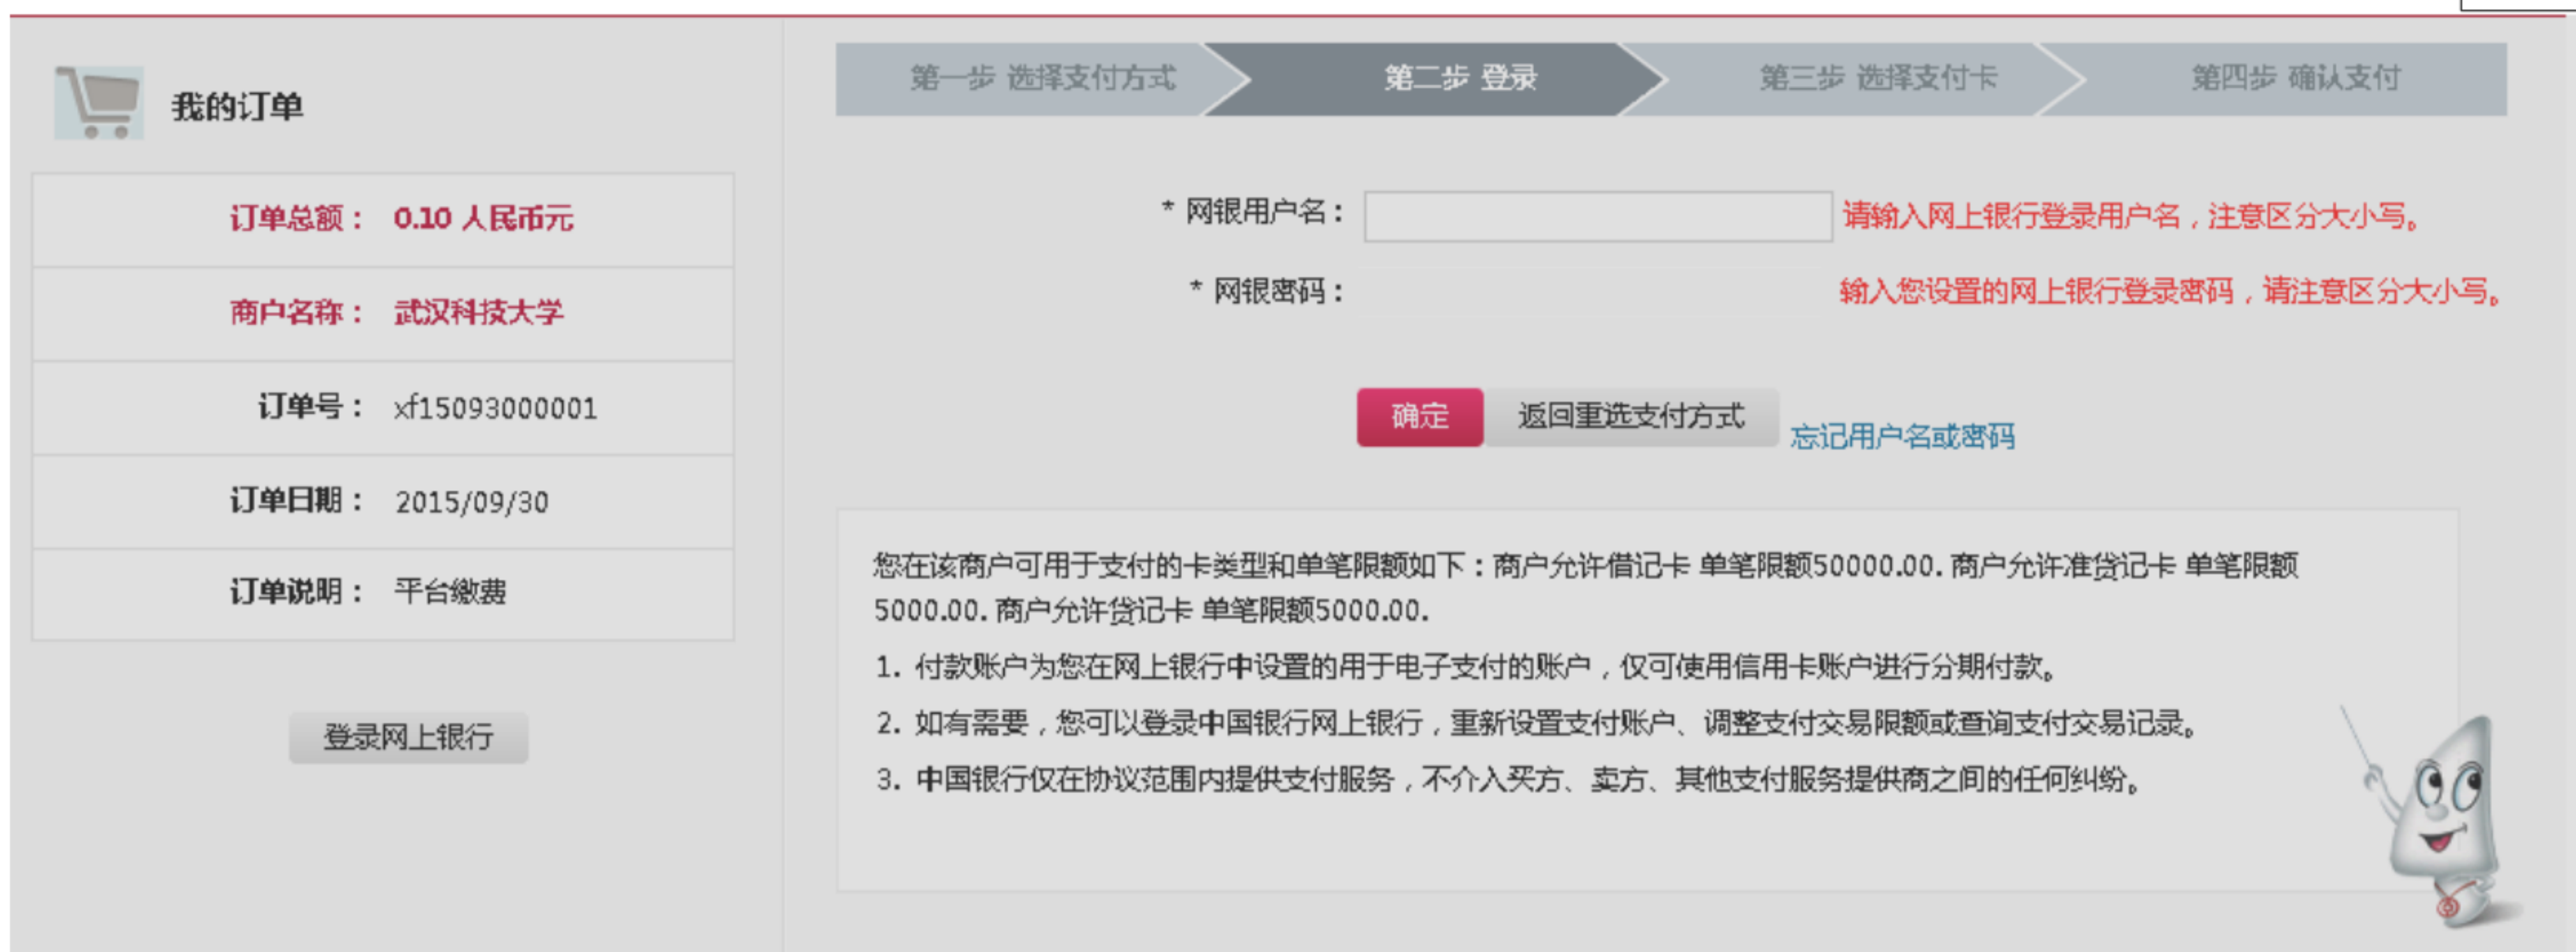 我的订单
订单总额： 0.10 人民币元
商户名称： 武汉科技大学
订单号： xf15093000001
订单日期： 2015/09/30
订单说明： 平台缴费
登录网上银行
第一步 选择支付方式 第二步 登录 第三步 选择支付卡 第四步 确认支付
* 网银用户名： 请输入网上银行登录用户名，注意区分大小写。
* 网银密码： 输入您设置的网上银行登录密码，请注意区分大小写。
确定 返回重选支付方式 忘记用户名或密码
您在该商户可用于支付的卡类型和单笔限额如下：商户允许借记卡 单笔限额50000.00. 商户允许准贷记卡 单笔限额
5000.00. 商户允许贷记卡 单笔限额5000.00.
1. 付款账户为您在网上银行中设置的用于电子支付的账户，仅可使用信用卡账户进行分期付款。
2. 如有需要，您可以登录中国银行网上银行，重新设置支付账户、调整支付交易限额或查询支付交易记录。
3. 中国银行仅在协议范围内提供支付服务，不介入买方、卖方、其他支付服务提供商之间的任何纠纷。